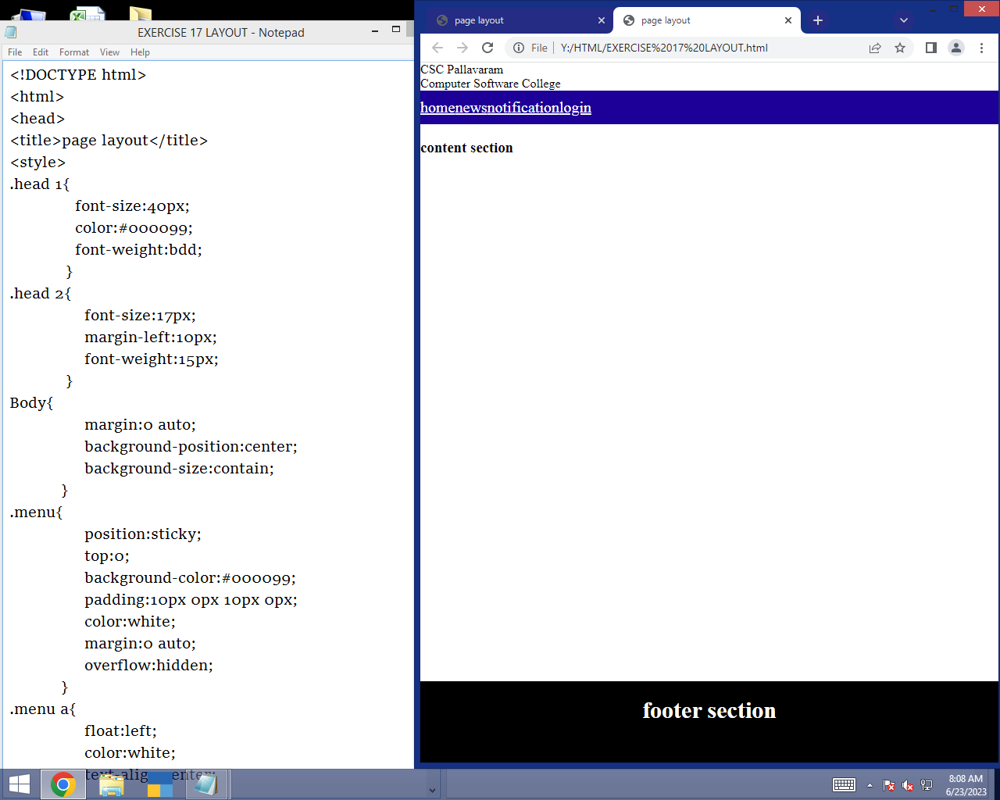 EXERCISE 17 LAYOUT - Notepad
File Edit Format View Help
<!DOCTYPE html>
<html>
<head>
<title>page layout</title>
<style>
.head 1{
font-size:40px;
color:#000099;
font-weight:bdd;
}
.head 2{
font-size:17px;
margin-left:10px;
font-weight:15px;
}
Body{
margin:0 auto;
background-position:center;
background-size:contain;
}
.menu{
position:sticky;
top:0;
background-color:#000099;
padding:10px 0px 10px 0px;
color:white;
margin:0 auto;
overflow:hidden;
}
.menu a{
float:left;
color:white;
text-align:center;
page layout
page layout
File Y:/HTML/EXERCISE%2017%20LAYOUT.html
CSC Pallavaram
Computer Software College
homenewsnotificationlogin
content section
footer section
8:08 AM
6/23/2023